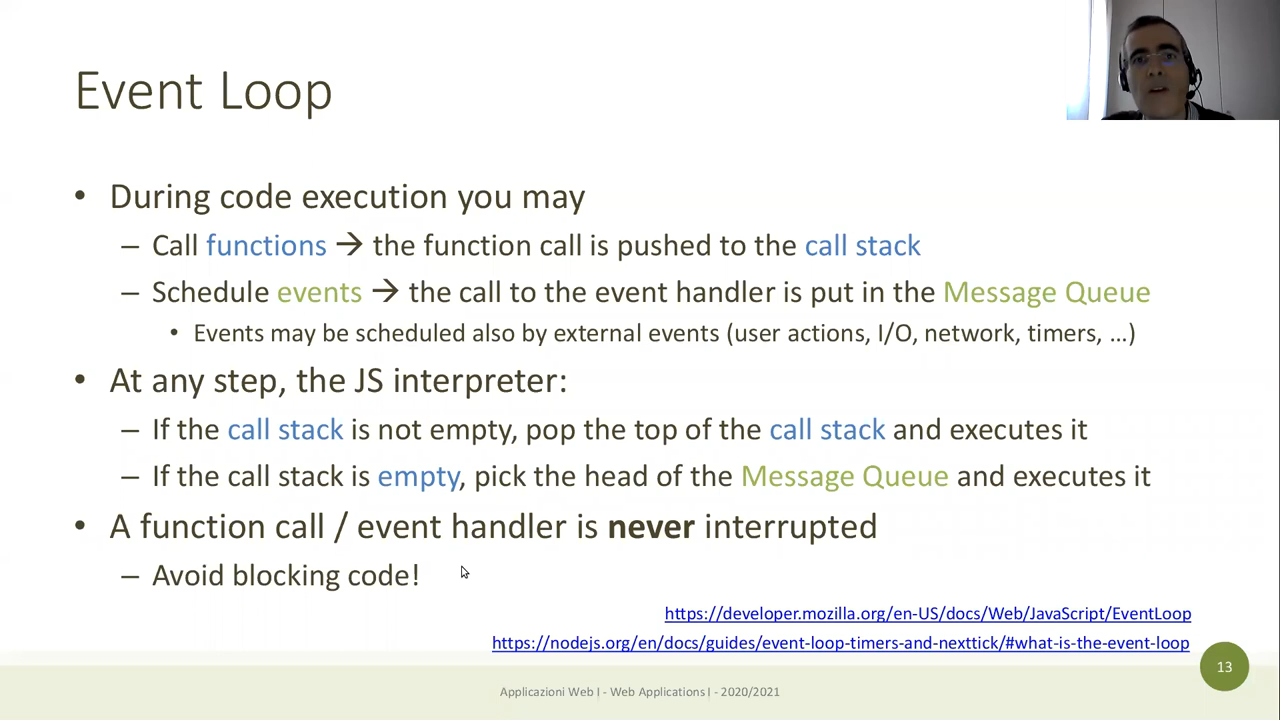 Event Loop
• During code execution you may
– Call functions → the function call is pushed to the call stack
– Schedule events → the call to the event handler is put in the Message Queue
• Events may be scheduled also by external events (user actions, I/O, network, timers, …)
• At any step, the JS interpreter:
– If the call stack is not empty, pop the top of the call stack and executes it
– If the call stack is empty, pick the head of the Message Queue and executes it
• A function call / event handler is never interrupted
– Avoid blocking code!
https://developer.mozilla.org/en-US/docs/Web/JavaScript/EventLoop
https://nodejs.org/en/docs/guides/event-loop-timers-and-nexttick/#what-is-the-event-loop
13
Applicazioni Web I - Web Applications I - 2020/2021